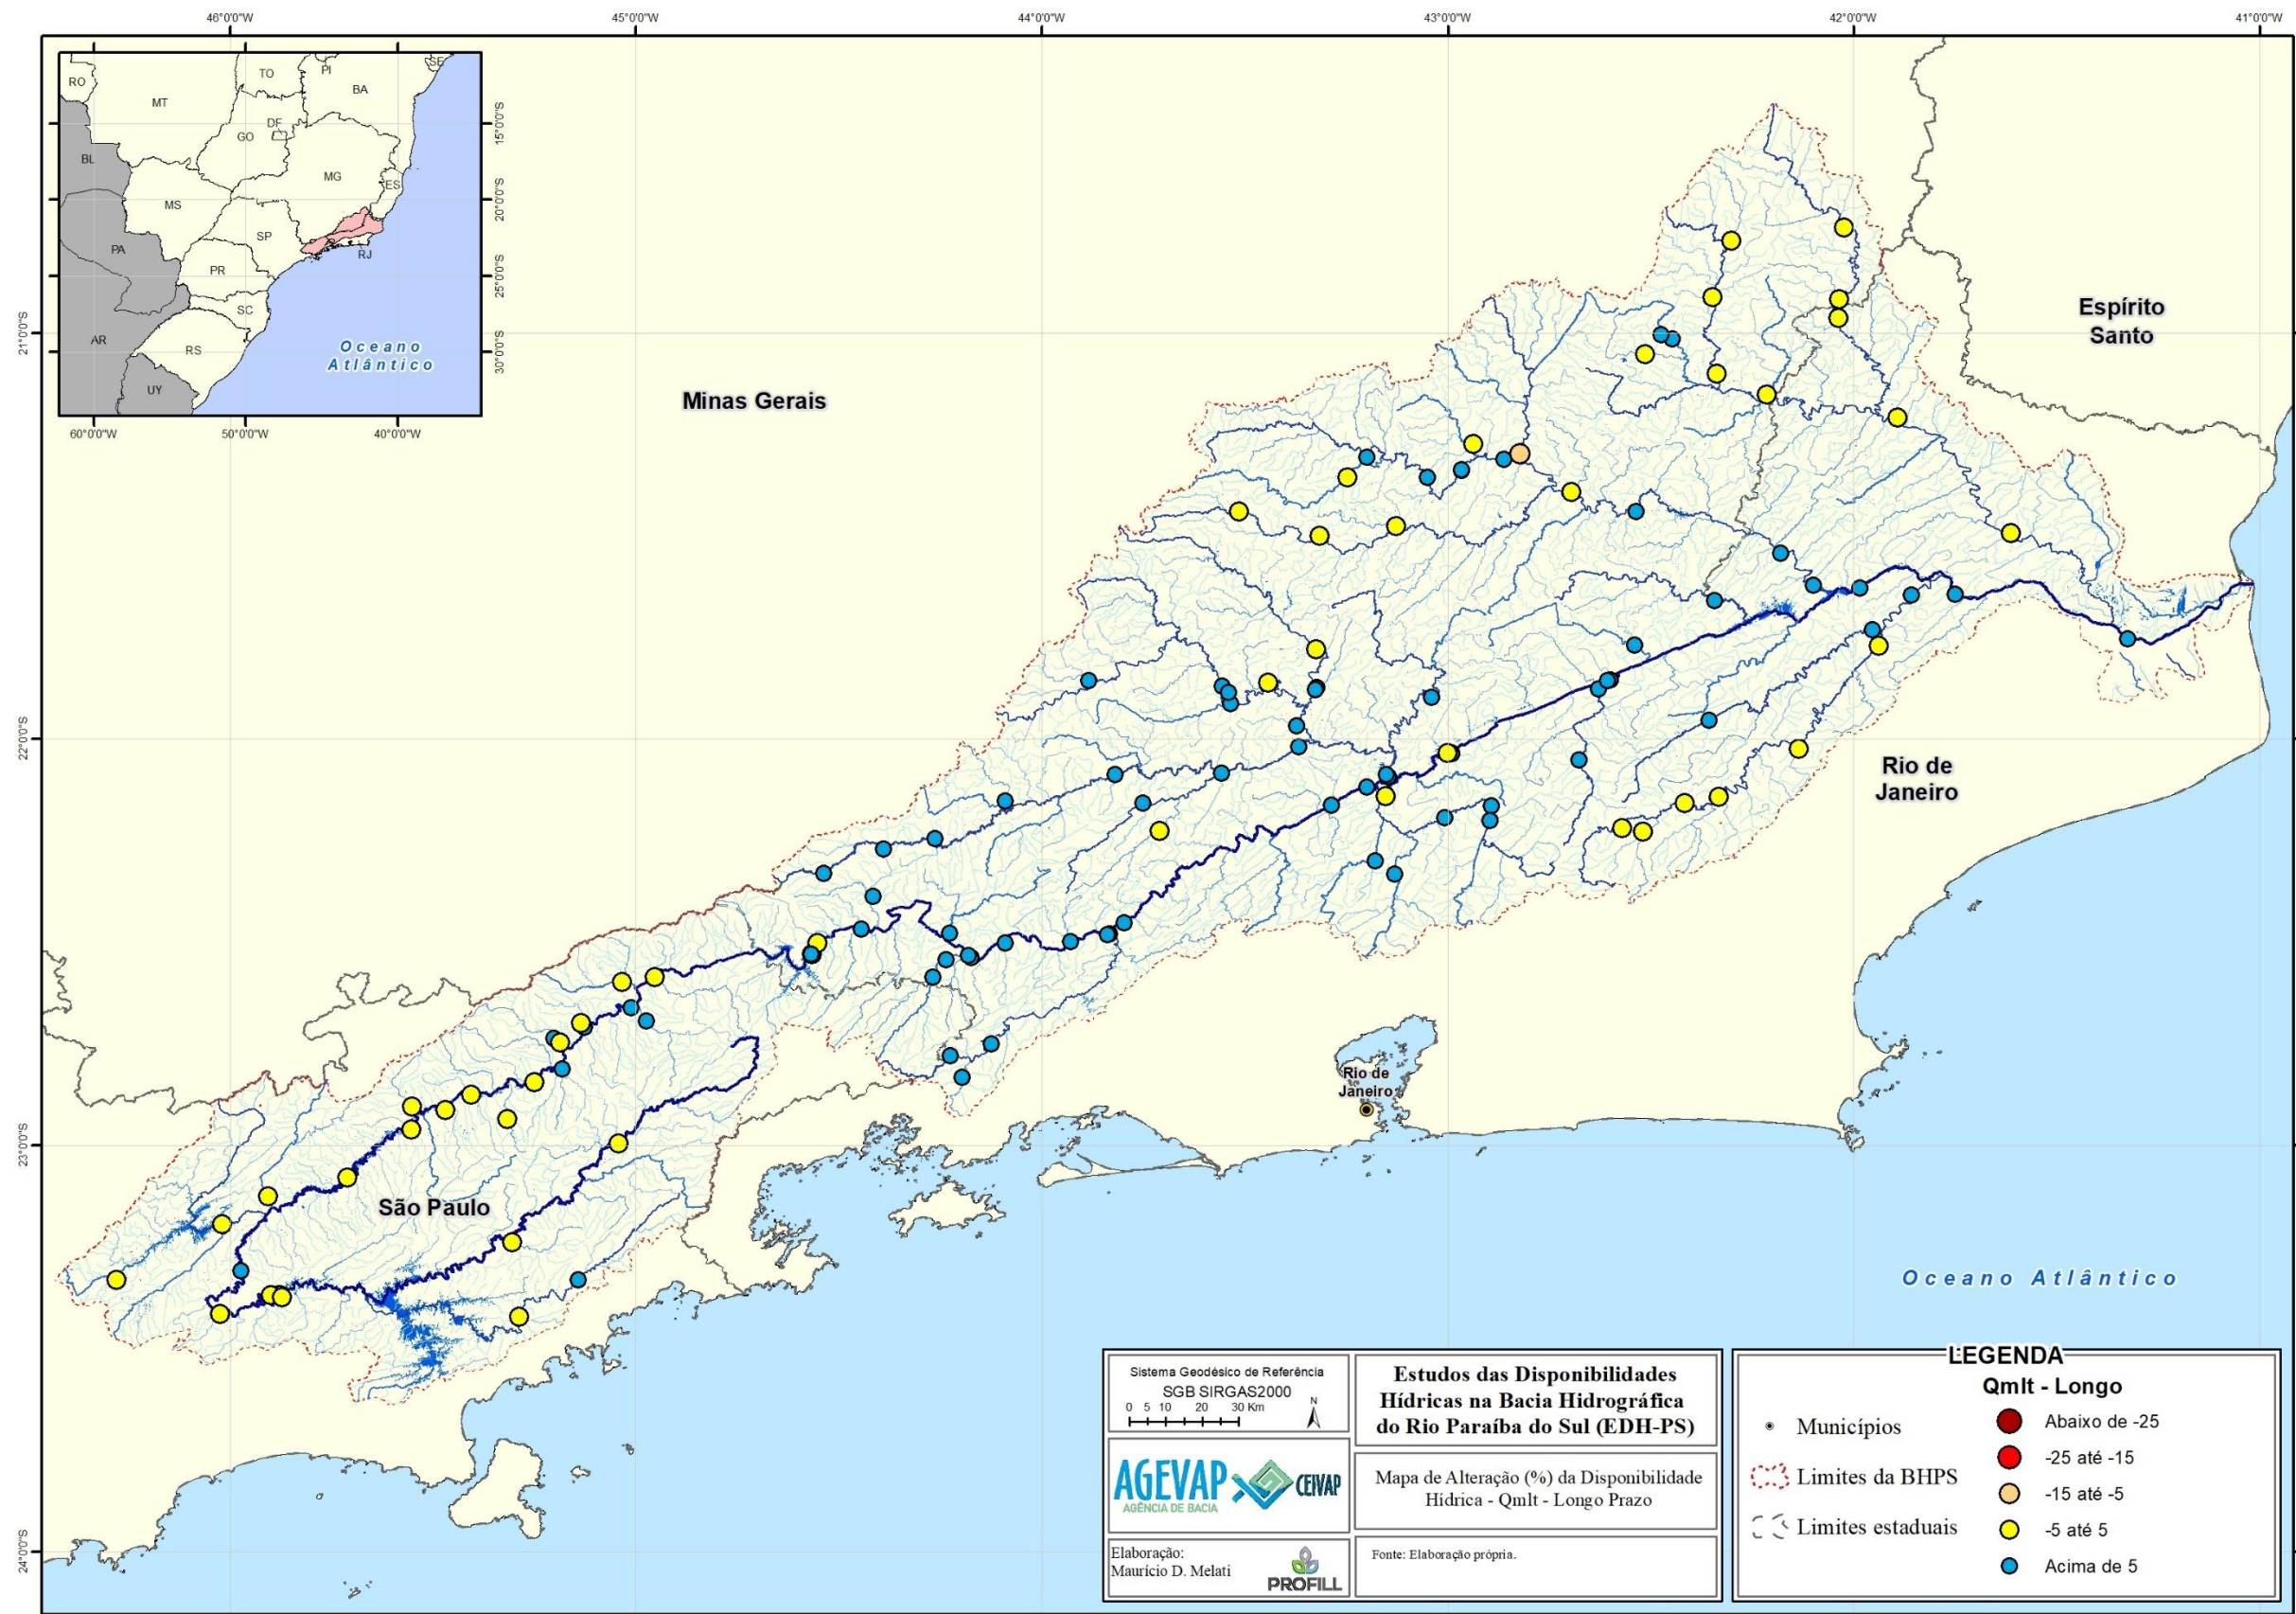 46°0'0"W
45°0'0"W
44°0'0"W
43°0'0"W
42°0'0"W
41°0'0"W
RO
MT
TO
PI
SE
BA
GO
DF
BL
MG
ES
MS
SP
PA
RJ
PR
SC
AR
RS
UY
Oceano
Atlântico
15°0'0"S
20°0'0"S
25°0'0"S
30°0'0"S
60°0'0"W
50°0'0"W
40°0'0"W
21°0'0"S
22°0'0"S
23°0'0"S
24°0'0"S
Espírito
Santo
Minas Gerais
Rio de
Janeiro
Rio de
Janeiro
São Paulo
Oceano Atlântico
Sistema Geodésico de Referência
SGB SIRGAS2000
0 5 10 20 30 Km
N
AGEVAP
AGÊNCIA DE BACIA
CEIVAP
Elaboração:
Maurício D. Melati
PROFILL
Estudos das Disponibilidades
Hídricas na Bacia Hidrográfica
do Rio Paraíba do Sul (EDH-PS)
Mapa de Alteração (%) da Disponibilidade
Hídrica - Qmlt - Longo Prazo
Fonte: Elaboração própria.
LEGENDA
Qmlt - Longo
Municípios
Limites da BHPS
Limites estaduais
Abaixo de -25
-25 até -15
-15 até -5
-5 até 5
Acima de 5